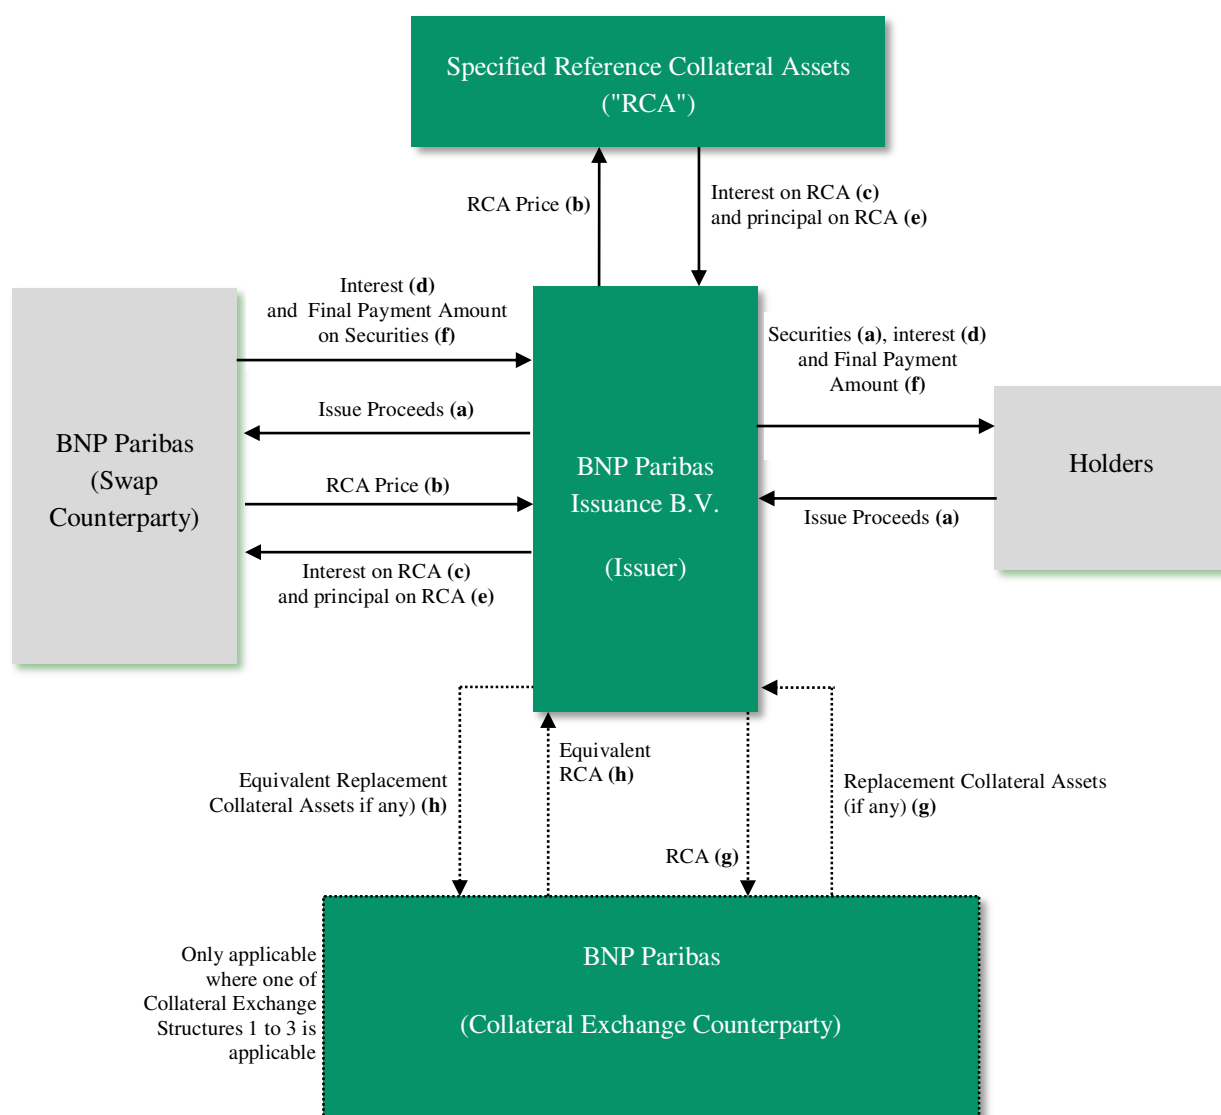 Specified Reference Collateral Assets
("RCA")
RCA Price (b)
Interest on RCA (c)
and principal on RCA (e)
Interest (d)
and Final Payment Amount
on Securities (f)
Issue Proceeds (a)
RCA Price (b)
Interest on RCA (c)
and principal on RCA (e)
BNP Paribas
(Swap
Counterparty)
BNP Paribas
Issuance B.V.
(Issuer)
Securities (a), interest (d)
and Final Payment
Amount (f)
Issue Proceeds (a)
Holders
Equivalent Replacement
Collateral Assets if any) (h)
Equivalent
RCA (h)
RCA (g)
Replacement Collateral Assets
(if any) (g)
Only applicable
where one of
Collateral Exchange
Structures 1 to 3 is
applicable
BNP Paribas
(Collateral Exchange Counterparty)